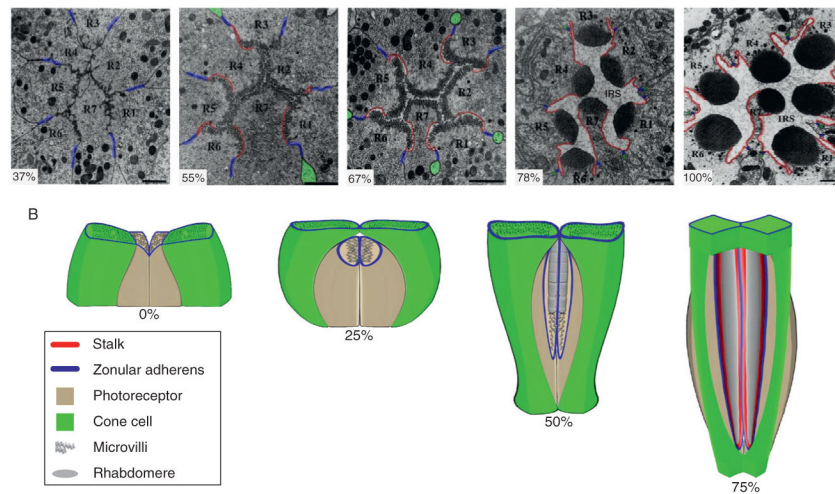 R3
R4
R2
R5
R7
R1
R6
37%
R3
R4
R2
R5
R7
R1
R6
55%
R3
R4
R5
R2
R7
R6
R1
67%
R3
R2
R4
IRS
R7
R5
R1
R6
78%
R3
R4
R5
IRS
R7
R6
R1
100%
B
0%
25%
50%
75%
Stalk
Zonular adherens
Photoreceptor
Cone cell
Microvilli
Rhabdomere